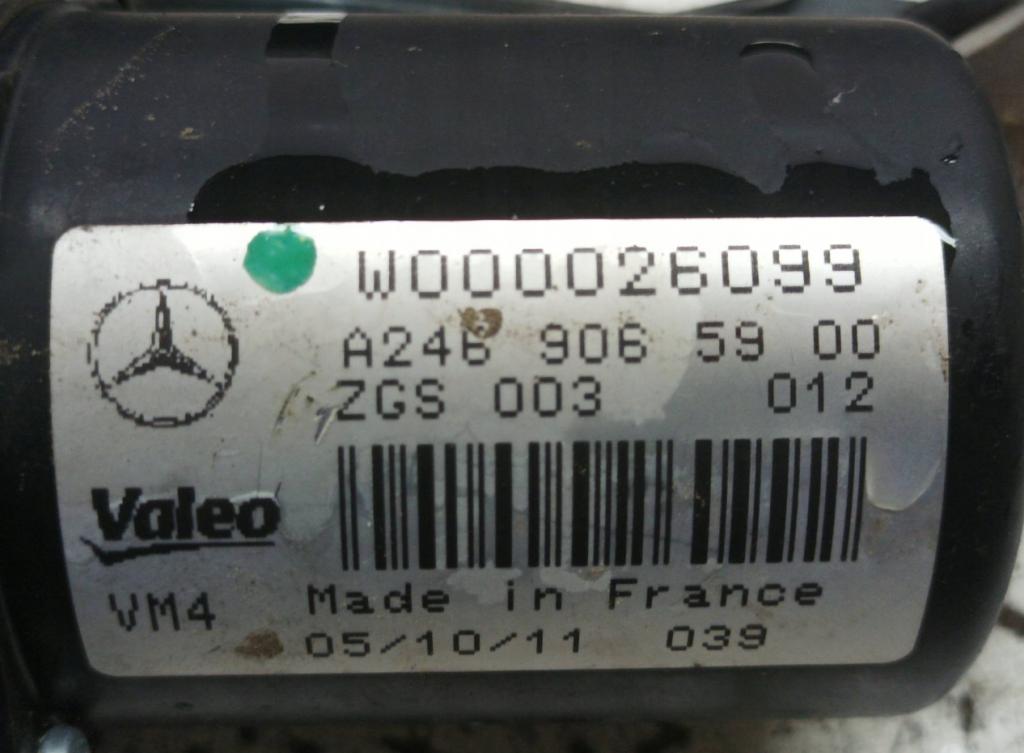 W000026099
A246 906 59 00
ZGS 003 012
Valeo
VM4
Made in France
05/10/11 039